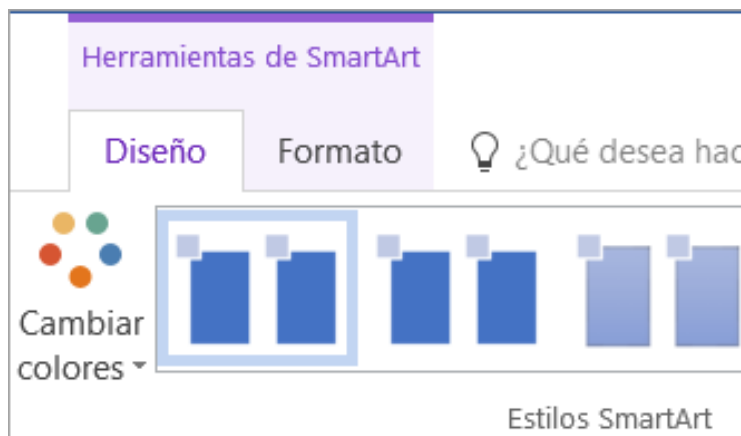 Herramientas de SmartArt
Diseño Formato ¿Qué desea hac
Cambiar
colores
Estilos SmartArt